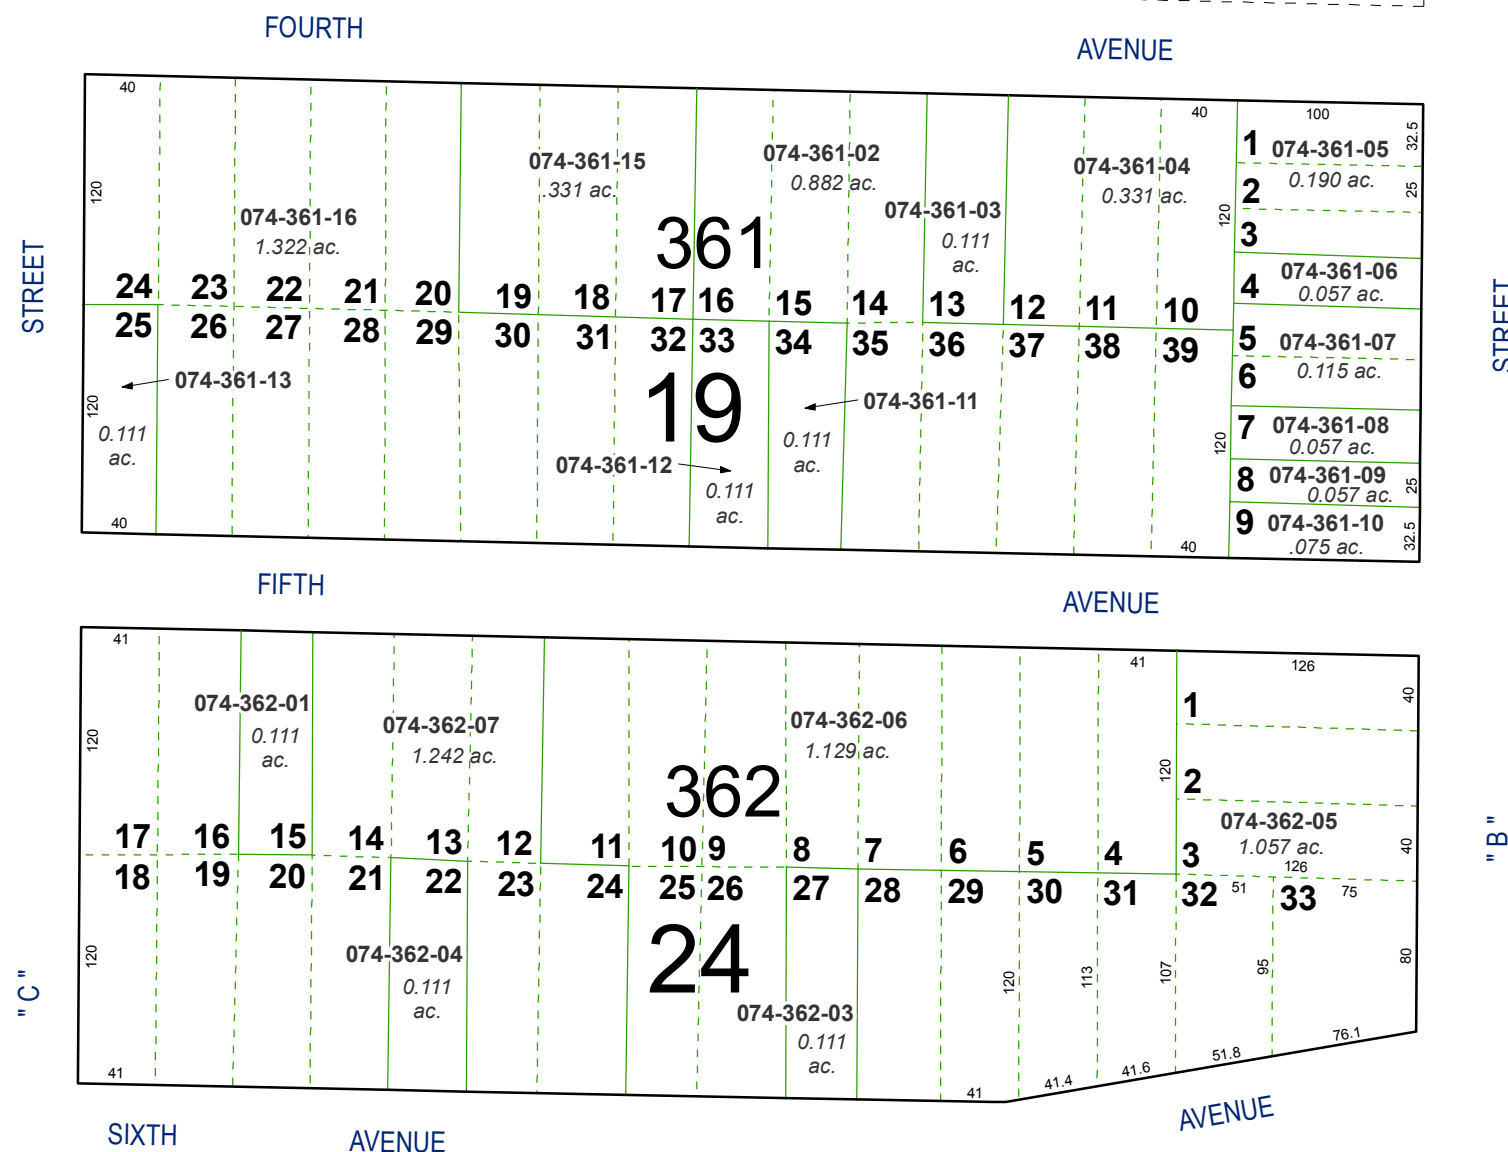 FOURTH
AVENUE
40
40
100
32.5
1
074-361-05
074-361-15
.331 ac.
074-361-02
0.882 ac.
074-361-04
0.331 ac.
0.190 ac.
2
25
120
074-361-16
1.322 ac.
074-361-03
0.111
ac.
120
361
3
STREET
074-361-06
4
0.057 ac.
STREET
24 23 22 21 20 19 18 17 16 15 14 13 12 11 10
25 26 27 28 29 30 31 32 33 34 35 36 37 38 39
5
074-361-07
6
0.115 ac.
074-361-13
120
0.111
ac.
19
074-361-11
0.111
ac.
074-361-12
0.111
ac.
120
7
074-361-08
0.057 ac.
8
074-361-09
0.057 ac.
25
9
074-361-10
.075 ac.
32.5
40
40
FIFTH
AVENUE
41
41
126
40
074-362-01
0.111
ac.
074-362-07
1.242 ac.
074-362-06
1.129 ac.
1
120
120
362
2
074-362-05
1.057 ac.
126
40
"B"
17 16 15 14 13 12 11 10 9 8 7 6 5 4 3
18 19 20 21 22 23 24 25 26 27 28 29 30 31 32 51 33 75
120
074-362-04
0.111
ac.
24
074-362-03
0.111
ac.
120
113
107
95
80
"C"
41
41
41.4
41.6
51.8
76.1
SIXTH
AVENUE
AVENUE